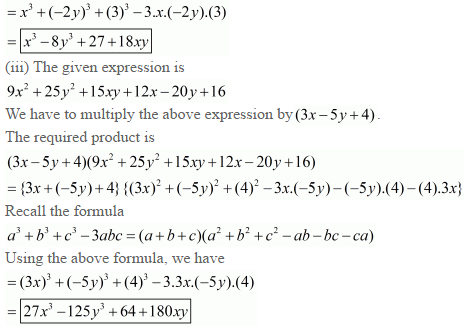 = x³ + (−2y)³ + (3)³ − 3.x.(−2y).(3)
= x³ − 8y³ + 27 + 18xy
(iii) The given expression is
9x² + 25y² + 15xy + 12x − 20y + 16
We have to multiply the above expression by (3x − 5y + 4).
The required product is
(3x − 5y + 4)(9x² + 25y² + 15xy + 12x − 20y + 16)
= {3x + (−5y) + 4} {(3x)² + (−5y)² + (4)² − 3x.(−5y) − (−5y).(4) − (4).3x}
Recall the formula
a³ + b³ + c³ − 3abc = (a + b + c)(a² + b² + c² − ab − bc − ca)
Using the above formula, we have
= (3x)³ + (−5y)³ + (4)³ − 3.3x.(−5y).(4)
= 27x³ − 125y³ + 64 + 180xy